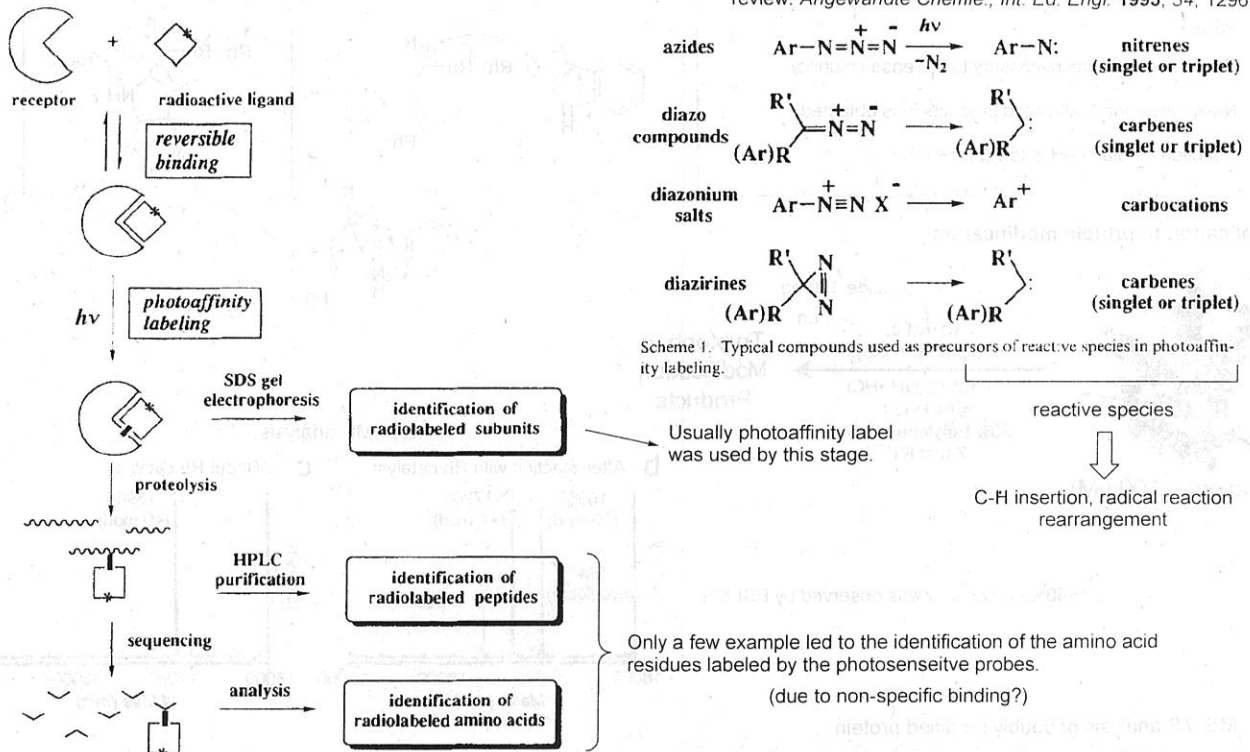 review: Angewandte Chemie., Int. Ed. Engl. 1995, 34, 1296
receptor + radioactive ligand
reversible
binding
hν
photoaffinity
labeling
SDS gel
electrophoresis
identification of
radiolabeled subunits
Usually photoaffinity label
was used by this stage.
proteolysis
HPLC
purification
identification of
radiolabeled peptides
sequencing
analysis
identification of
radiolabeled amino acids
Only a few example led to the identification of the amino acid
residues labeled by the photosenseitve probes.
(due to non-specific binding?)
azides
Ar−N=N=N
+ −
hν
−N2
Ar−N:
nitrenes
(singlet or triplet)
diazo
compounds
R'
(Ar)R
=N=N
+ −
R'
(Ar)R
:
carbenes
(singlet or triplet)
diazonium
salts
Ar−N≡N X
+ −
Ar+
carbocations
diazirines
R'
(Ar)R
N
N
R'
(Ar)R
:
carbenes
(singlet or triplet)
Scheme 1. Typical compounds used as precursors of reactive species in photoaffin-
ity labeling.
reactive species
C-H insertion, radical reaction
rearrangement